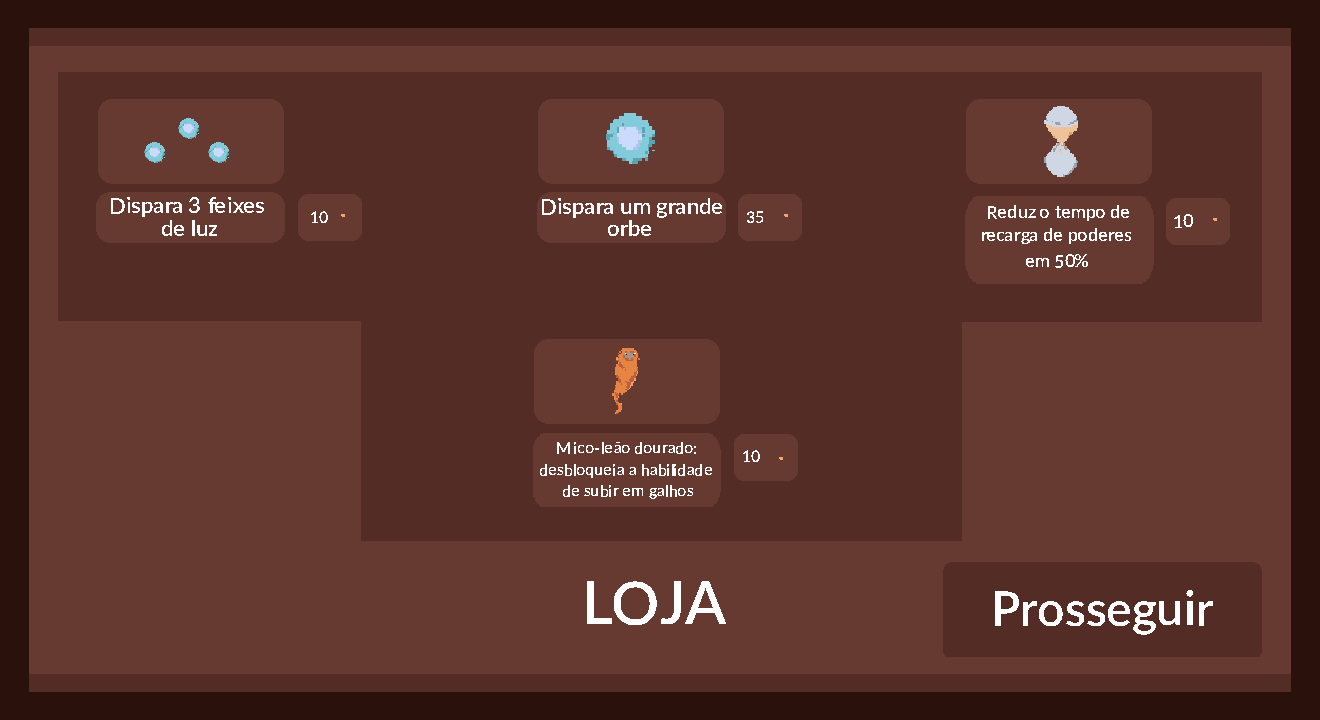 Dispara 3 feixes
de luz
10
Dispara um grande
orbe
35
Reduz o tempo de
recarga de poderes
em 50%
10
Mico-leão dourado:
desbloqueia a habilidade
de subir em galhos
10
LOJA
Prosseguir